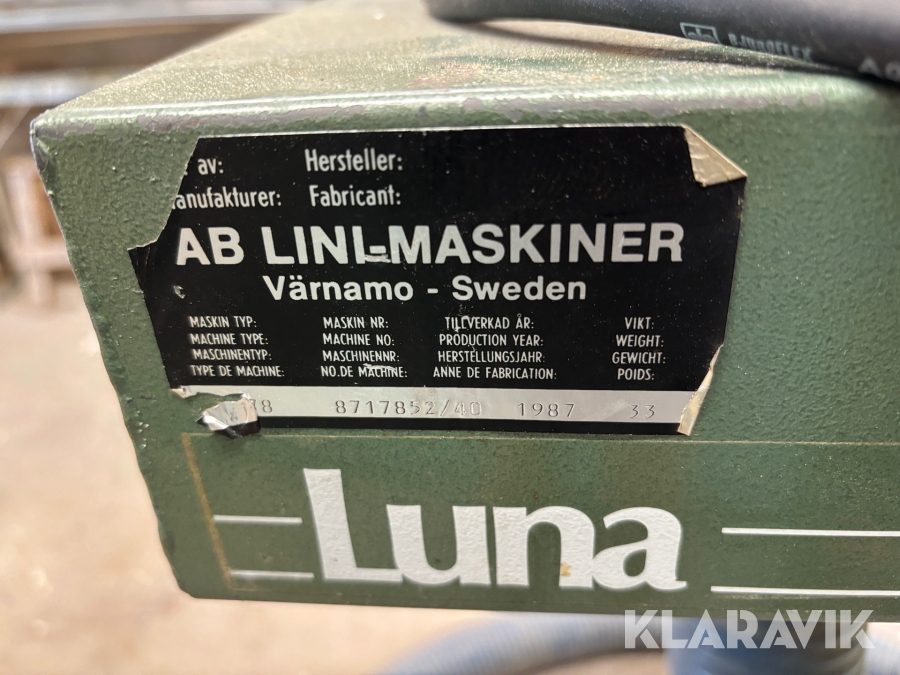 av: Hersteller:
anufakturer: Fabricant:
AB LINI-MASKINER
Värnamo - Sweden
MASKIN TYP: MASKIN NR: TILLVERKAD ÅR: VIKT:
MACHINE TYPE: MACHINE NO: PRODUCTION YEAR: WEIGHT:
MASCHINENTYP: MASCHINENNR: HERSTELLUNGSJAHR: GEWICHT:
TYPE DE MACHINE: NO.DE MACHINE: ANNE DE FABRICATION: POIDS:
8717852/40 1987 33
Luna
KLARAVIK